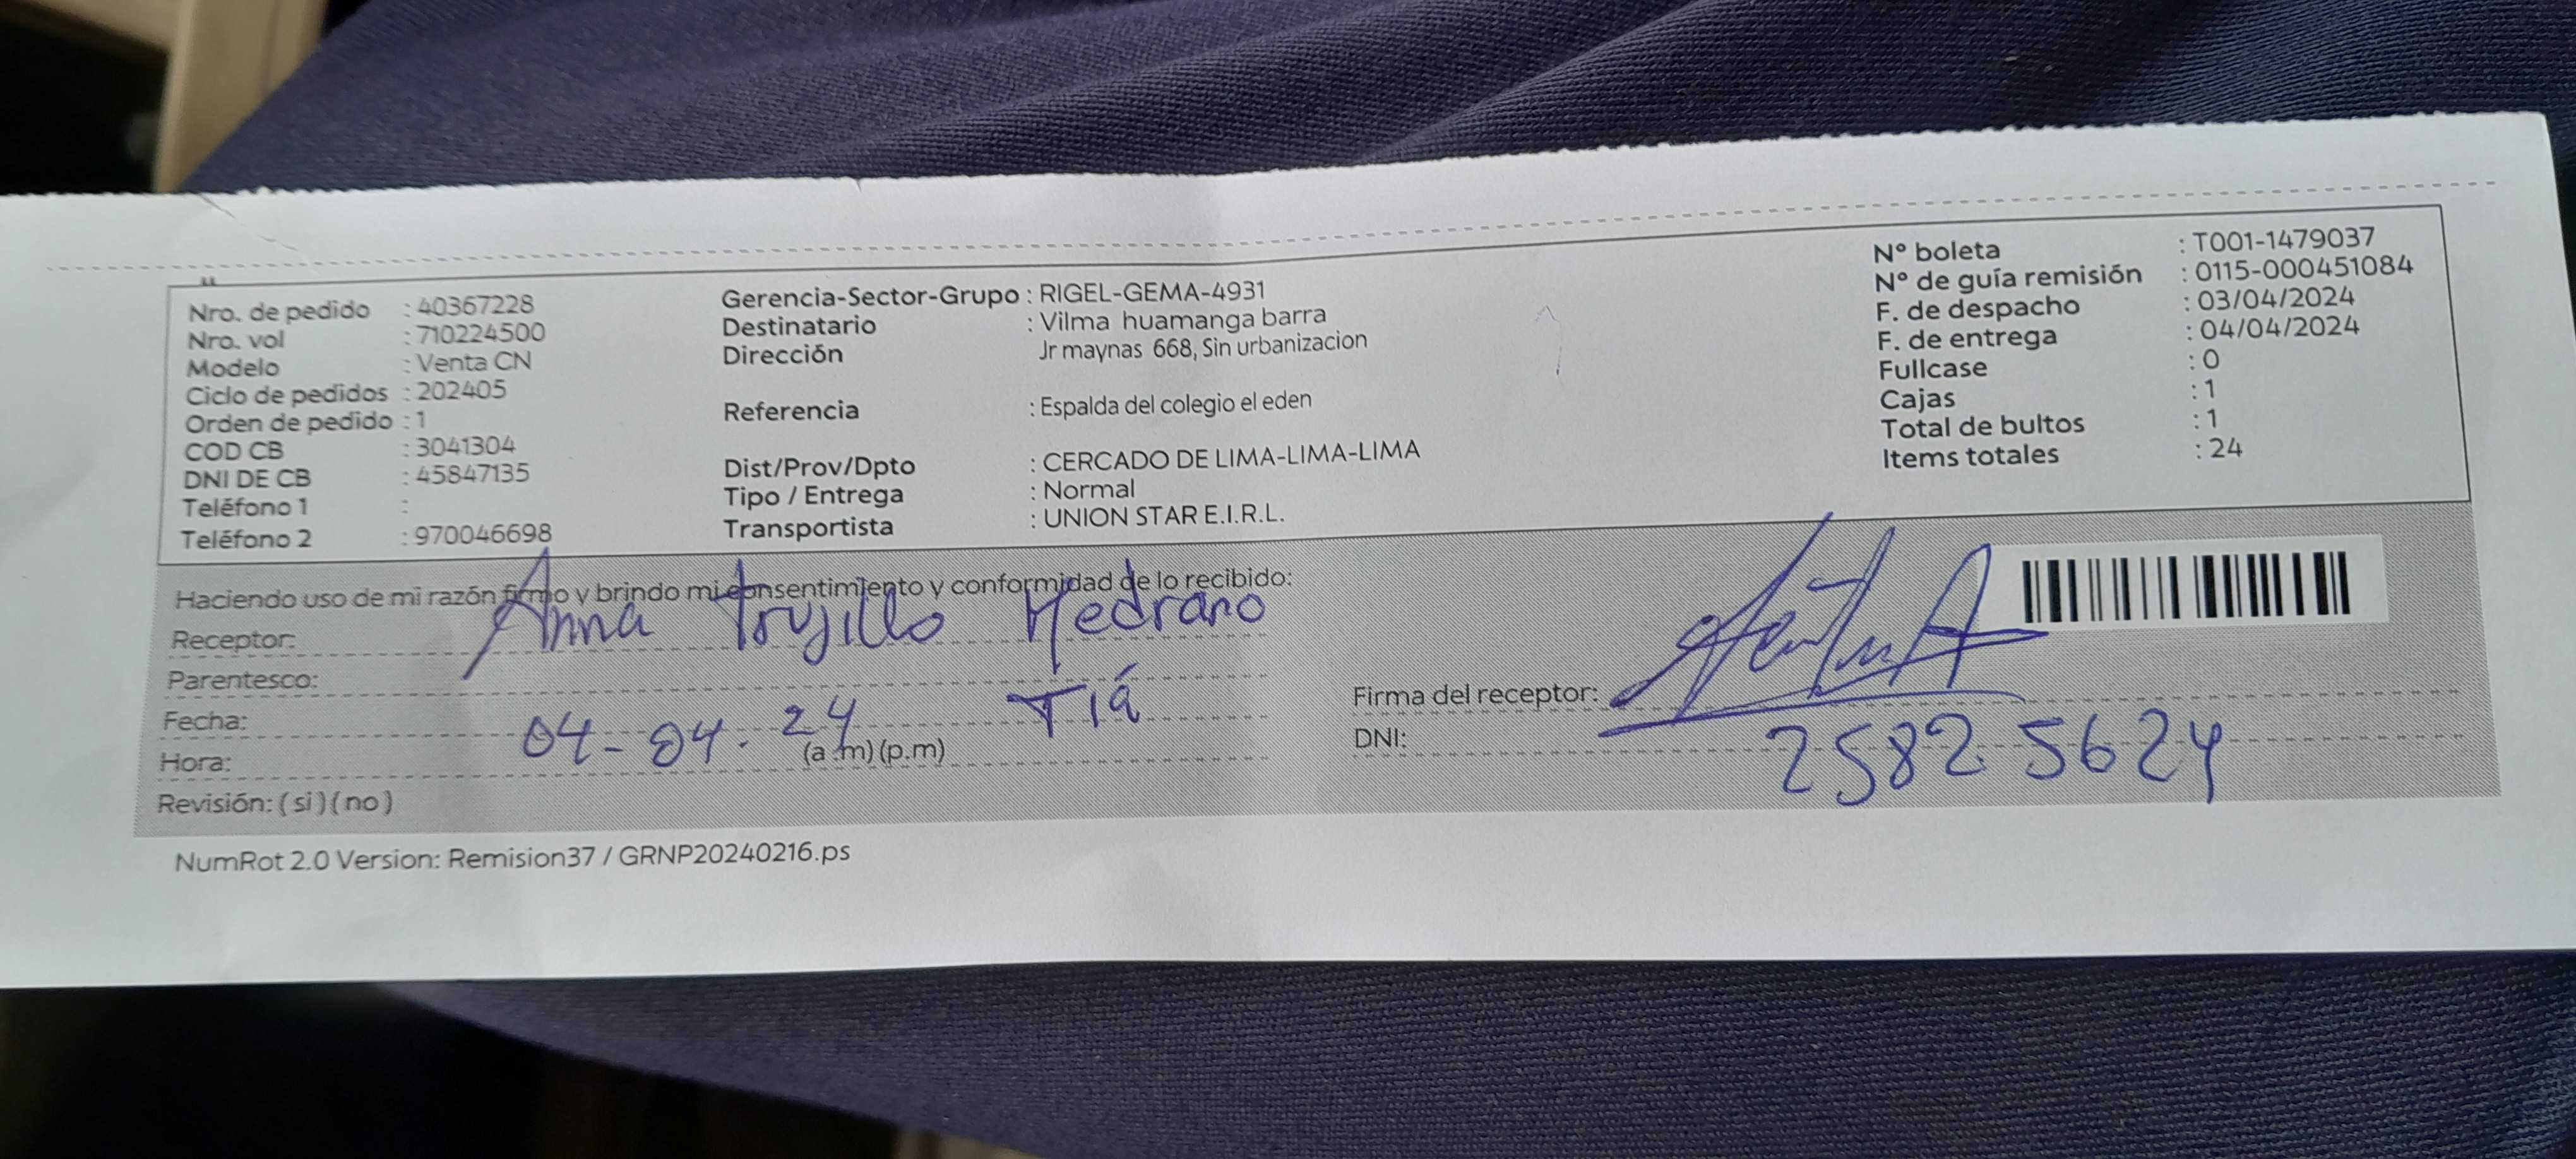 Nro. de pedido : 40367228
Nro. vol : 710224500
Modelo : Venta CN
Ciclo de pedidos : 202405
Orden de pedido : 1
COD CB : 3041304
DNI DE CB : 45847135
Teléfono 1 :
Teléfono 2 : 970046698
Gerencia-Sector-Grupo : RIGEL-GEMA-4931
Destinatario : Vilma huamanga barra
Dirección Jr maynas 668, Sin urbanizacion
Referencia : Espalda del colegio el eden
Dist/Prov/Dpto : CERCADO DE LIMA-LIMA-LIMA
Tipo / Entrega : Normal
Transportista : UNION STAR E.I.R.L.
N° boleta : T001-1479037
N° de guía remisión : 0115-000451084
F. de despacho : 03/04/2024
F. de entrega : 04/04/2024
Fullcase : 0
Cajas : 1
Total de bultos : 1
Items totales : 24
Haciendo uso de mi razón firmo y brindo mi consentimiento y conformidad de lo recibido:
Receptor: Anna Trujillo Medrano
Parentesco: Tiá
Fecha: 04-04-24
Hora: (a.m)(p.m)
Revisión: (si)(no)
Firma del receptor:
DNI: 25825624
NumRot 2.0 Version: Remision37 / GRNP20240216.ps